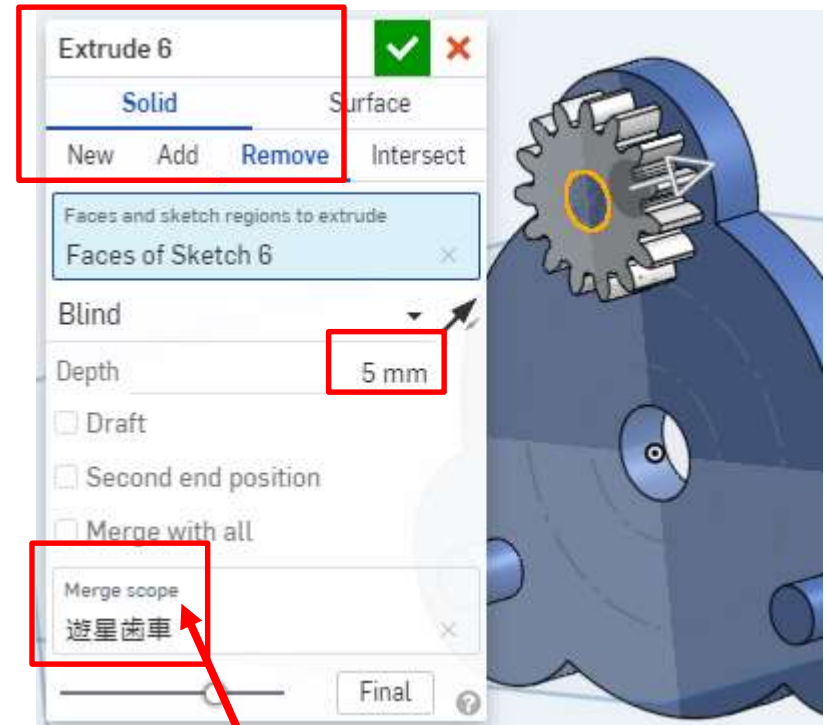 Extrude 6
Solid Surface
New Add Remove Intersect
Faces and sketch regions to extrude
Faces of Sketch 6
Blind
Depth 5 mm
Draft
Second end position
Merge with all
Merge scope
遊星歯車
Final